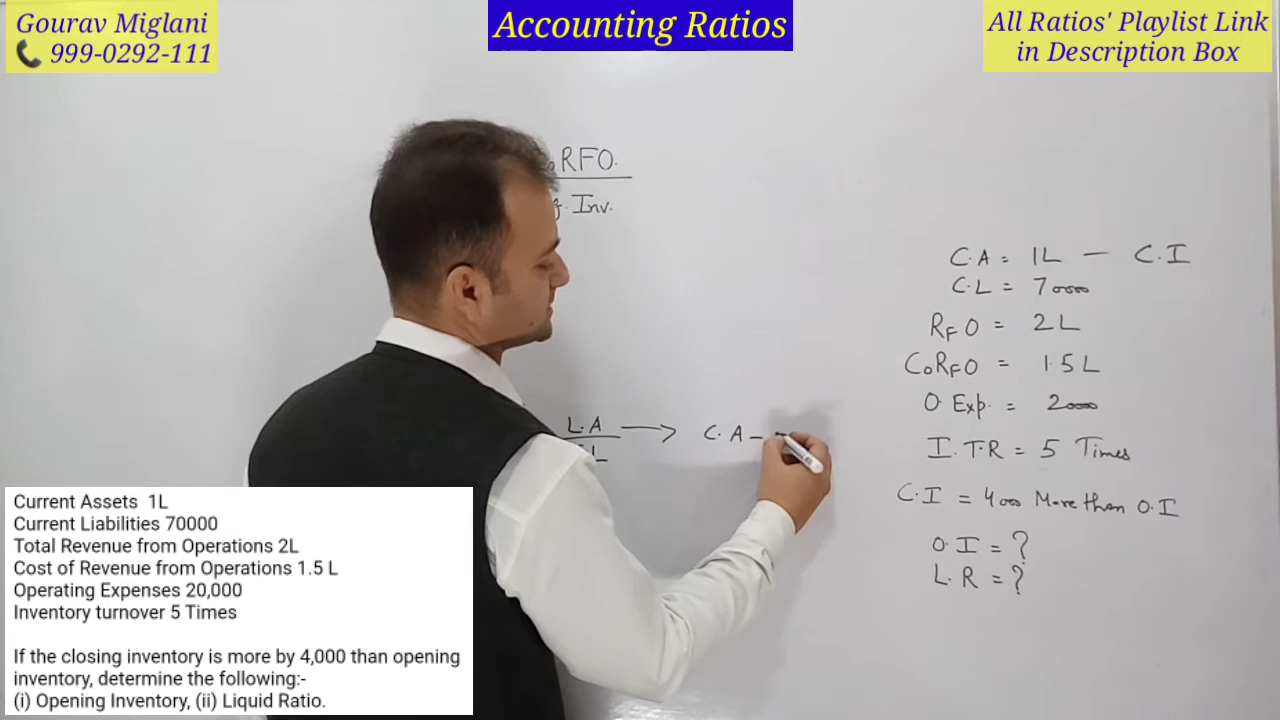 Gourav Miglani
999-0292-111
Accounting Ratios
All Ratios' Playlist Link
in Description Box
RFO.
Inv.
L.A → C.A –
L
C.A = 1L – C.I
C.L = 70000
RFO = 2L
CoRFO = 1.5L
O Exp. = 20000
I.T.R = 5 Times
C.I = 4000 More than O.I
O.I = ?
L.R = ?
Current Assets 1L
Current Liabilities 70000
Total Revenue from Operations 2L
Cost of Revenue from Operations 1.5 L
Operating Expenses 20,000
Inventory turnover 5 Times
If the closing inventory is more by 4,000 than opening
inventory, determine the following:-
(i) Opening Inventory, (ii) Liquid Ratio.